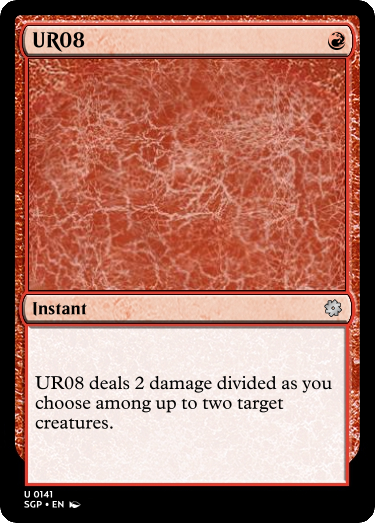 UR08
Instant
UR08 deals 2 damage divided as you
choose among up to two target
creatures.
U 0141
SGP • EN